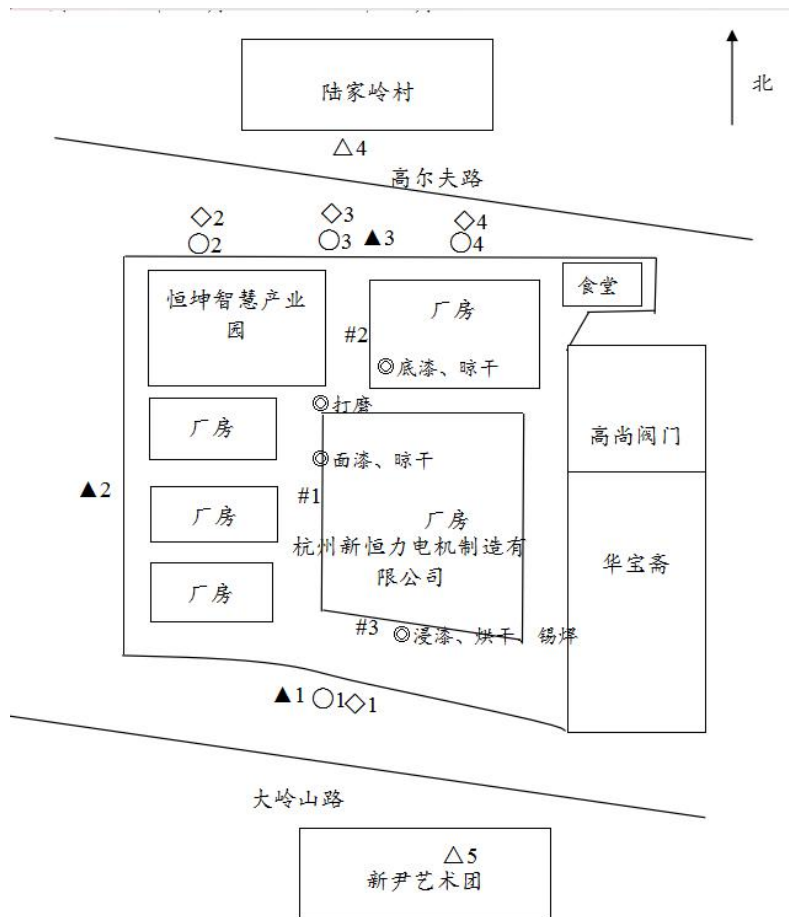 陆家岭村
北
△4
高尔夫路
◇2
◇3
◇4
○2
○3
▲3
○4
食堂
恒坤智慧产业
园
厂房
#2
◎底漆、晾干
◎打磨
厂房
高尚阀门
◎面漆、晾干
▲2
#1
厂房
厂房
杭州新恒力电机制造有
限公司
华宝斋
厂房
#3
◎浸漆、烘干、锡焊
▲1
○1
◇1
大岭山路
△5
新尹艺术团